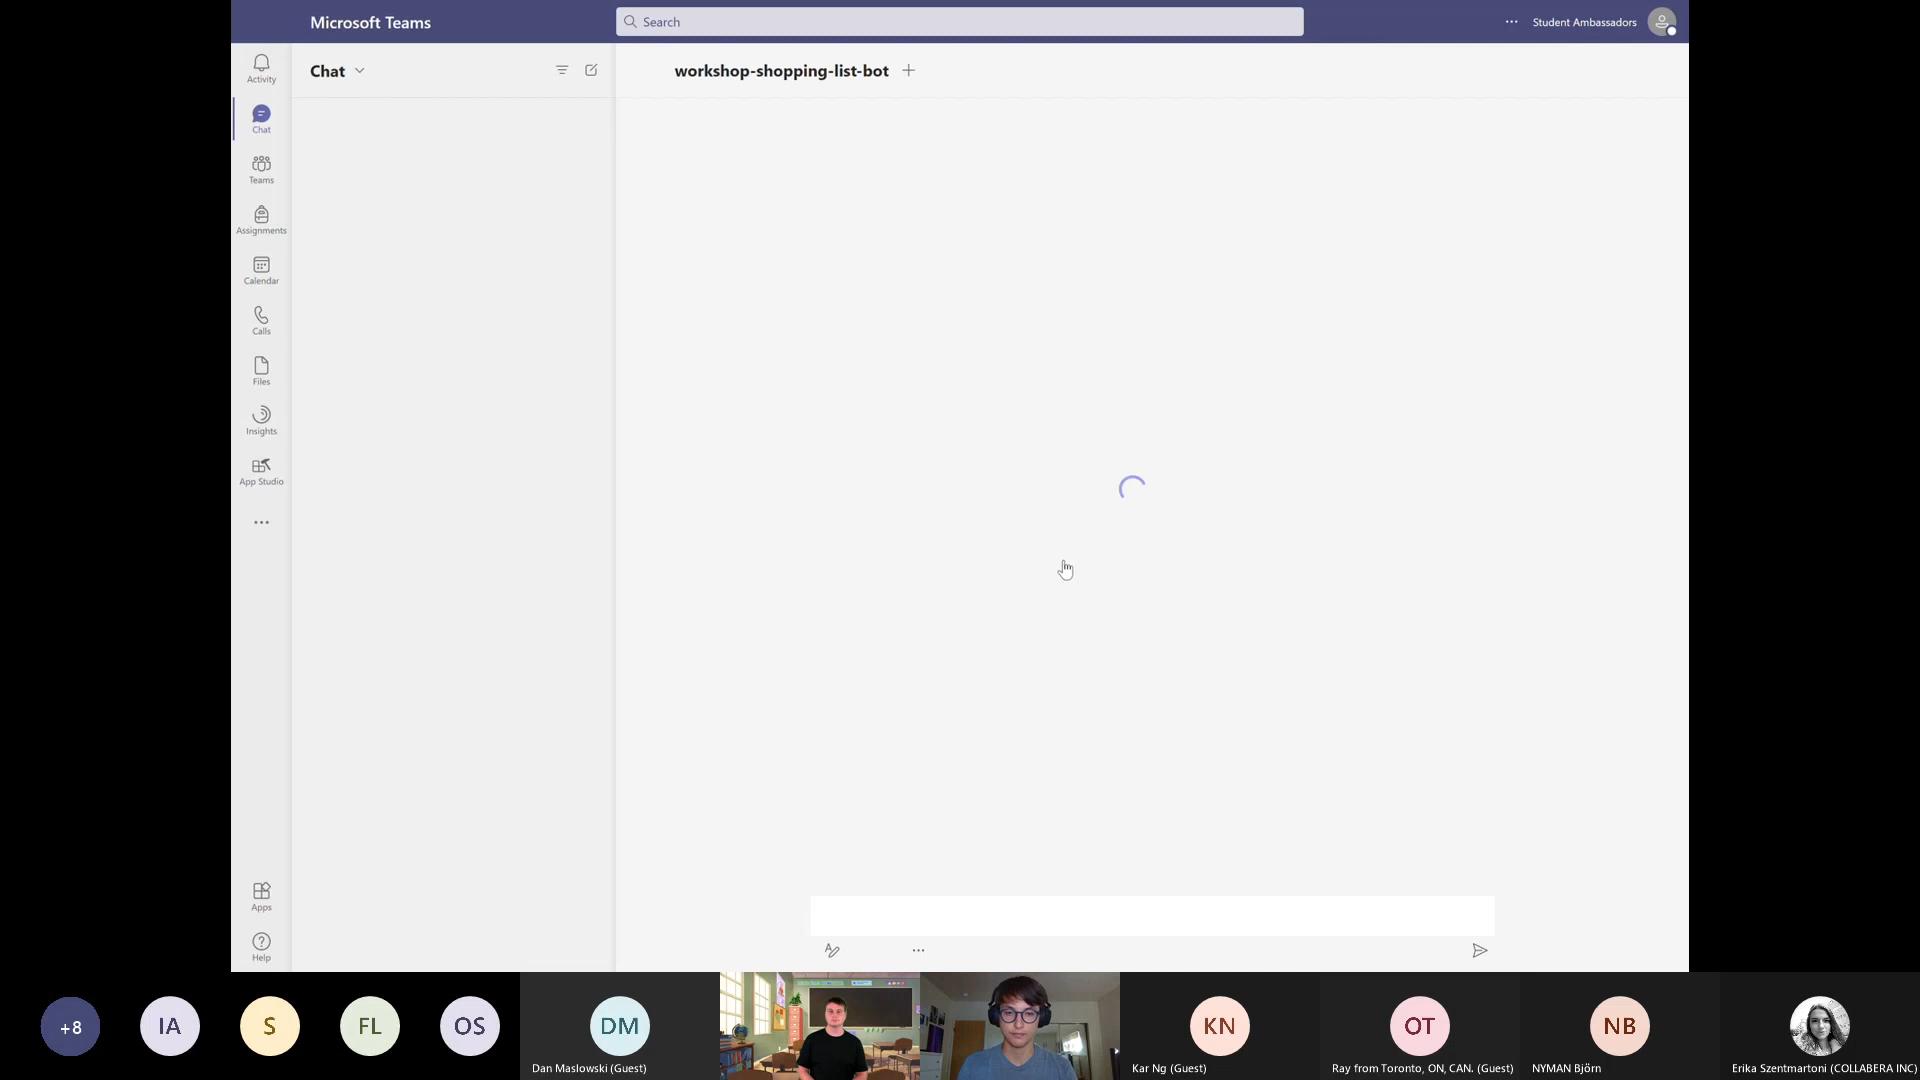 Microsoft Teams
Search
Student Ambassadors
Activity
Chat
Teams
Assignments
Calendar
Calls
Files
Insights
App Studio
Apps
Help
Chat
workshop-shopping-list-bot
+8
IA
S
FL
OS
DM
Dan Maslowski (Guest)
KN
Kar Ng (Guest)
OT
Ray from Toronto, ON, CAN. (Guest)
NB
NYMAN Björn
Erika Szentmartoni (COLLABERA INC)